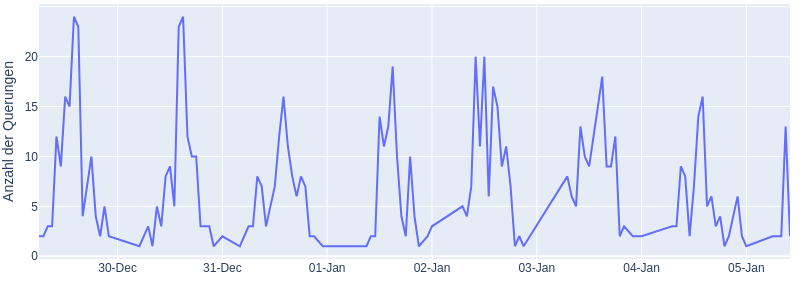 Anzahl der Querungen
20
15
10
5
0
30-Dec
31-Dec
01-Jan
02-Jan
03-Jan
04-Jan
05-Jan